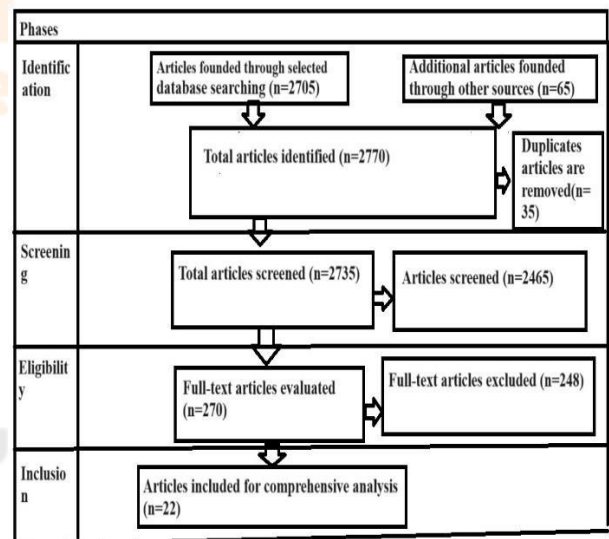 Phases
Identific
ation
Articles founded through selected
database searching (n=2705)
Additional articles founded
through other sources (n=65)
Total articles identified (n=2770)
Duplicates
articles are
removed(n=
35)
Screenin
g
Total articles screened (n=2735)
Articles screened (n=2465)
Eligibilit
y
Full-text articles evaluated
(n=270)
Full-text articles excluded (n=248)
Inclusio
n
Articles included for comprehensive analysis
(n=22)